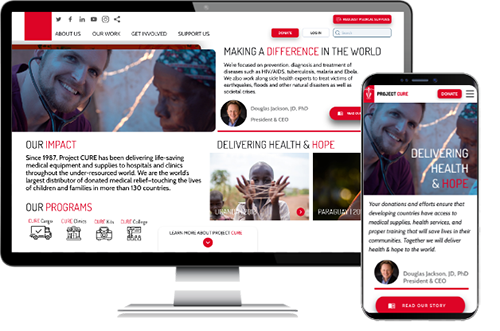 REQUEST MEDICAL SUPPLIES
ABOUT US OUR WORK GET INVOLVED SUPPORT US
DONATE LOG IN Search
MAKING A DIFFERENCE IN THE WORLD
We're focused on prevention, diagnosis and treatment of
diseases such as HIV/AIDS, tuberculosis, malaria and Ebola.
We also work along side health experts to treat victims of
earthquakes, floods and other natural disasters as well as
societal crises.
Douglas Jackson, JD, PhD
President & CEO
READ OUR
OUR IMPACT
Since 1987, Project CURE has been delivering life-saving
medical equipment and supplies to hospitals and clinics
throughout the under-resourced world. We are the world's
largest distributor of donated medical relief–touching the lives
of children and families in more than 130 countries.
OUR PROGRAMS
CURE Cargo CURE Clinics CURE Kits CURE College
DELIVERING HEALTH & HOPE
PARAGUAY | 20
LEARN MORE ABOUT PROJECT CURE
PROJECT CURE
DONATE
DELIVERING
HEALTH
& HOPE
Your donations and efforts ensure that
developing countries have access to
medical supplies, health services, and
proper training that will save lives in their
communities. Together we will deliver
health & hope to the world.
Douglas Jackson, JD, PhD
President & CEO
READ OUR STORY